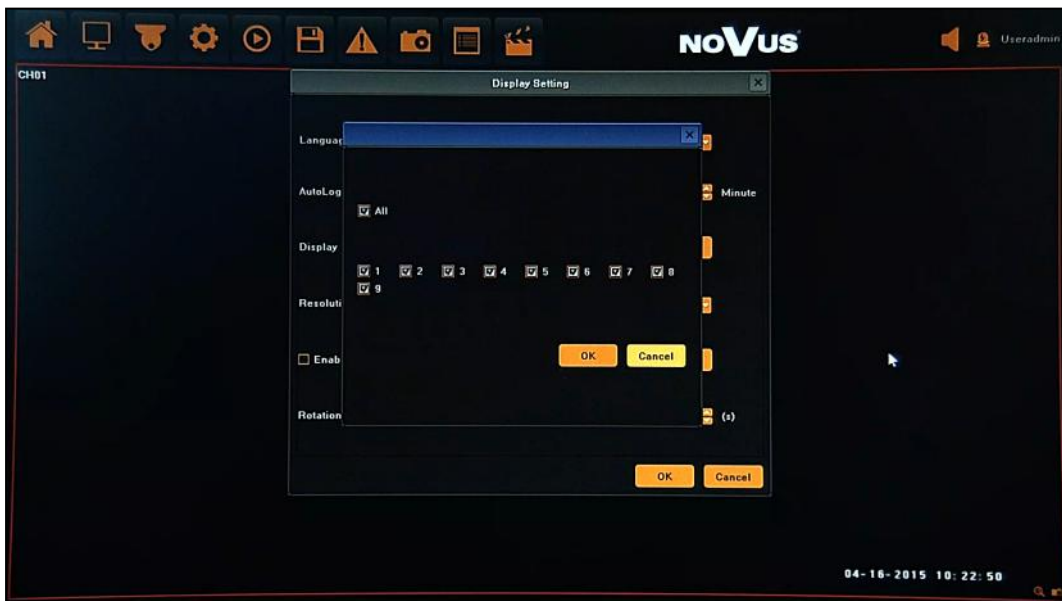 NOVUS
Useradmin
CH01
Display Setting
Languag
AutoLog
Minute
All
Display
1 2 3 4 5 6 7 8
9
Resoluti
OK Cancel
Enab
Rotation
(s)
OK Cancel
04-16-2015 10:22:50